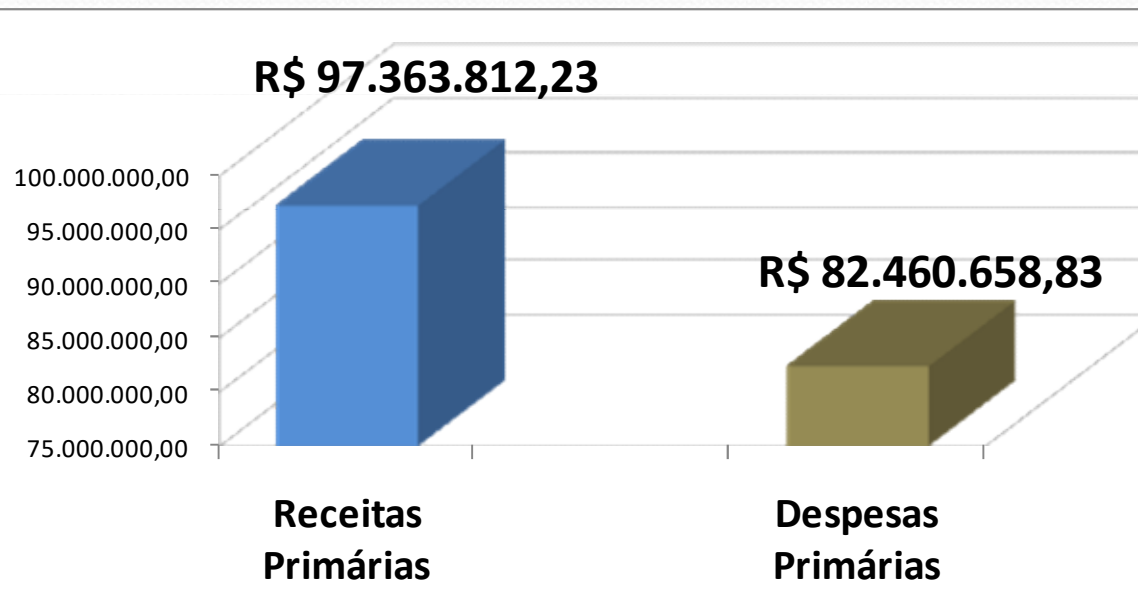 R$ 97.363.812,23
100.000.000,00
95.000.000,00
90.000.000,00
85.000.000,00
80.000.000,00
75.000.000,00
R$ 82.460.658,83
Receitas
Primárias
Despesas
Primárias